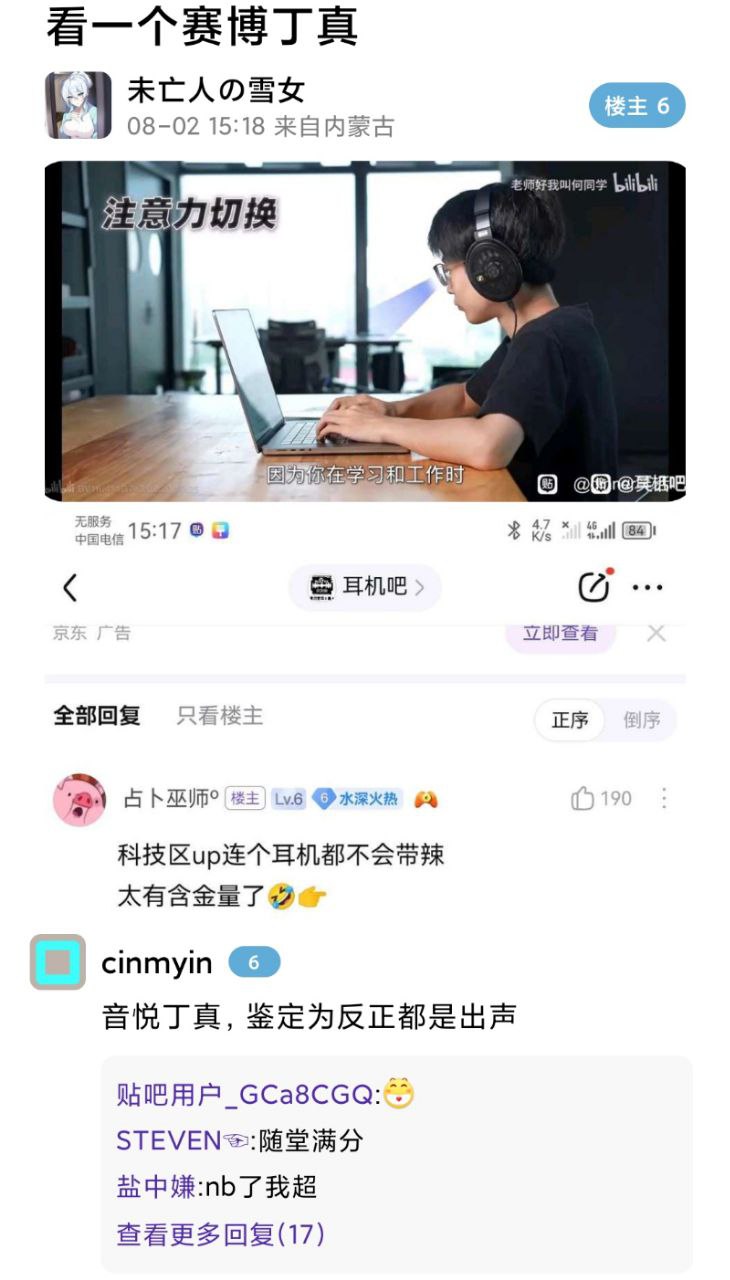 看一个赛博丁真
未亡人の雪女
楼主 6
08-02 15:18 来自内蒙古
老师好我叫何同学 bilibili
注意力切换
因为你在学习和工作时
贴
无服务
中国电信 15:17 贴
4.7 K/s 4G 84
耳机吧
京东 广告
立即查看
全部回复 只看楼主
正序 倒序
占卜巫师º 楼主 Lv.6 6 水深火热
190
科技区up连个耳机都不会带辣
太有含金量了🤣👉
cinmyin 6
音悦丁真，鉴定为反正都是出声
贴吧用户_GCa8CGQ:😁
STEVEN☜:随堂满分
盐中嫌:nb了我超
查看更多回复(17)